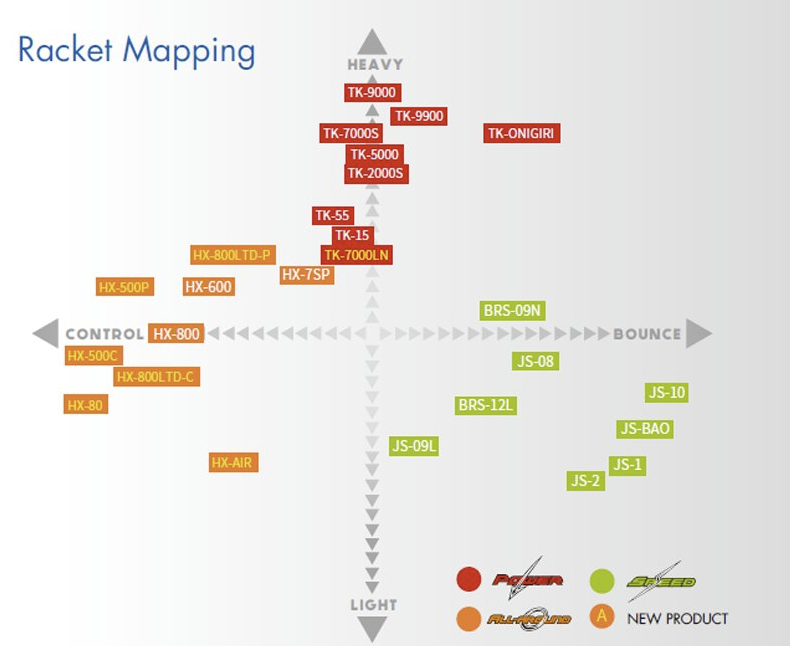 Racket Mapping
HEAVY
TK-9000
TK-9900
TK-7000S
TK-ONIGIRI
TK-5000
TK-2000S
TK-55
TK-15
HX-800LTD-P
TK-7000LN
HX-7SP
HX-500P
HX-600
BRS-09N
CONTROL
HX-800
BOUNCE
HX-500C
JS-08
HX-800LTD-C
JS-10
HX-80
BRS-12L
JS-BAO
JS-09L
HX-AIR
JS-1
JS-2
POWER
SPEED
LIGHT
ALL-AROUND
A
NEW PRODUCT